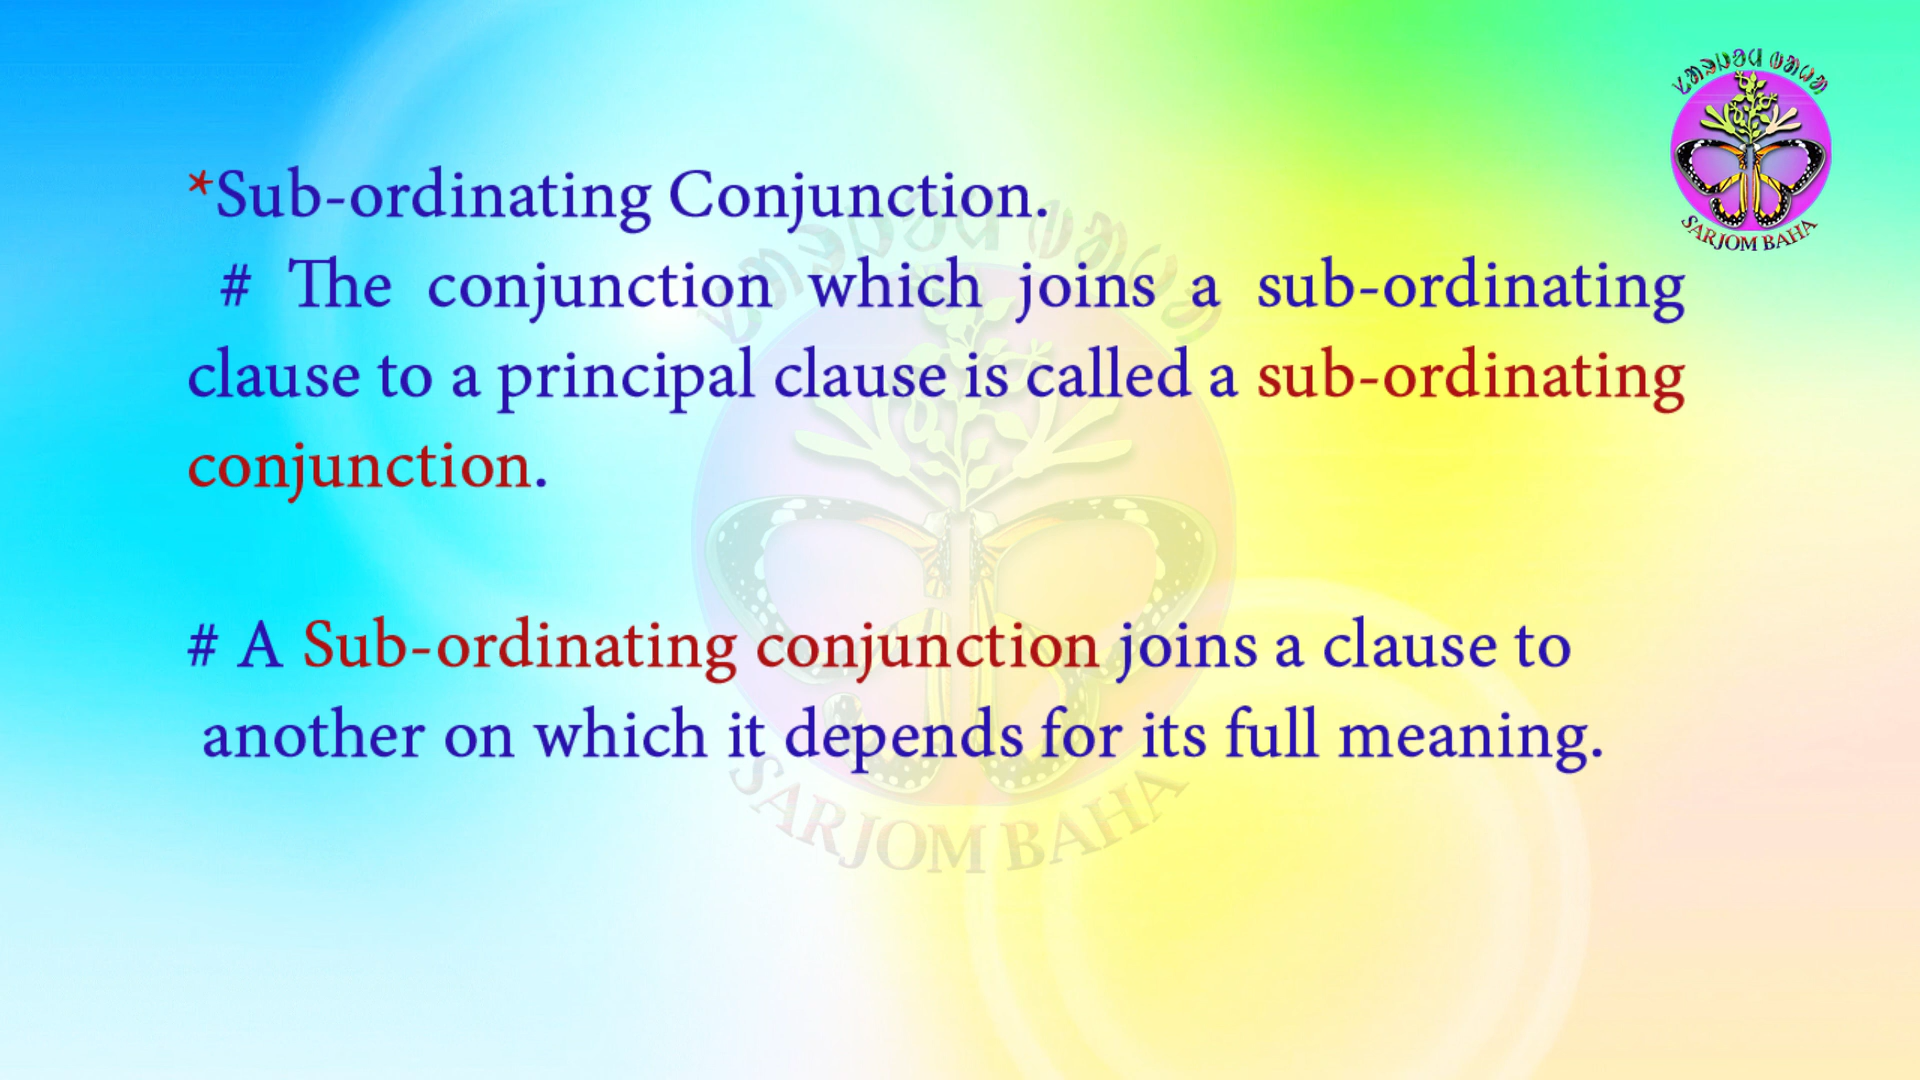 *Sub-ordinating Conjunction.
# The conjunction which joins a sub-ordinating
clause to a principal clause is called a sub-ordinating
conjunction.
# A Sub-ordinating conjunction joins a clause to
another on which it depends for its full meaning.
SARJOM BAHA
SARJOM BAHA